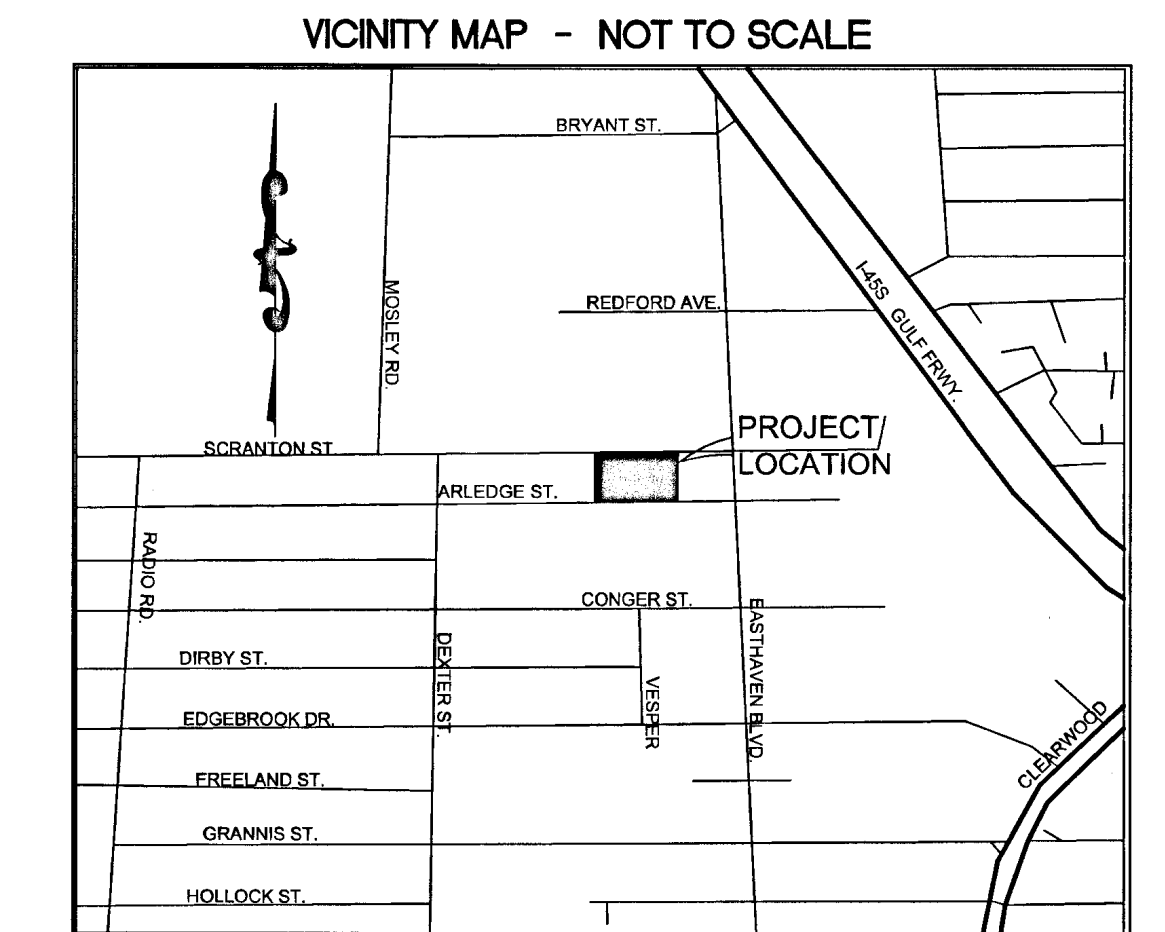 VICINITY MAP - NOT TO SCALE
BRYANT ST.
MOSLEY RD.
REDFORD AVE.
I-45S GULF FRWY.
SCRANTON ST
PROJECT/
LOCATION
ARLEDGE ST.
RADIO RD.
CONGER ST.
EASTHAVEN BLVD.
DIRBY ST.
DEXTER ST.
VESPER
EDGEBROOK DR.
CLEARWOOD
FREELAND ST.
GRANNIS ST.
HOLLOCK ST.